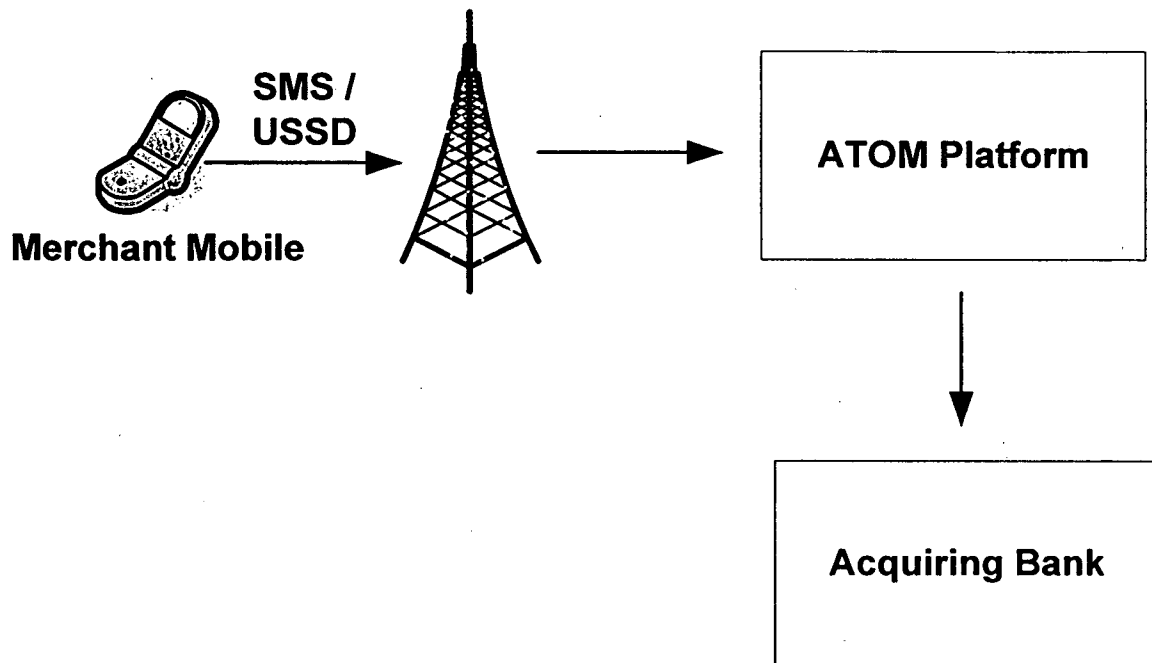 SMS /
USSD
ATOM Platform
Merchant Mobile
Acquiring Bank